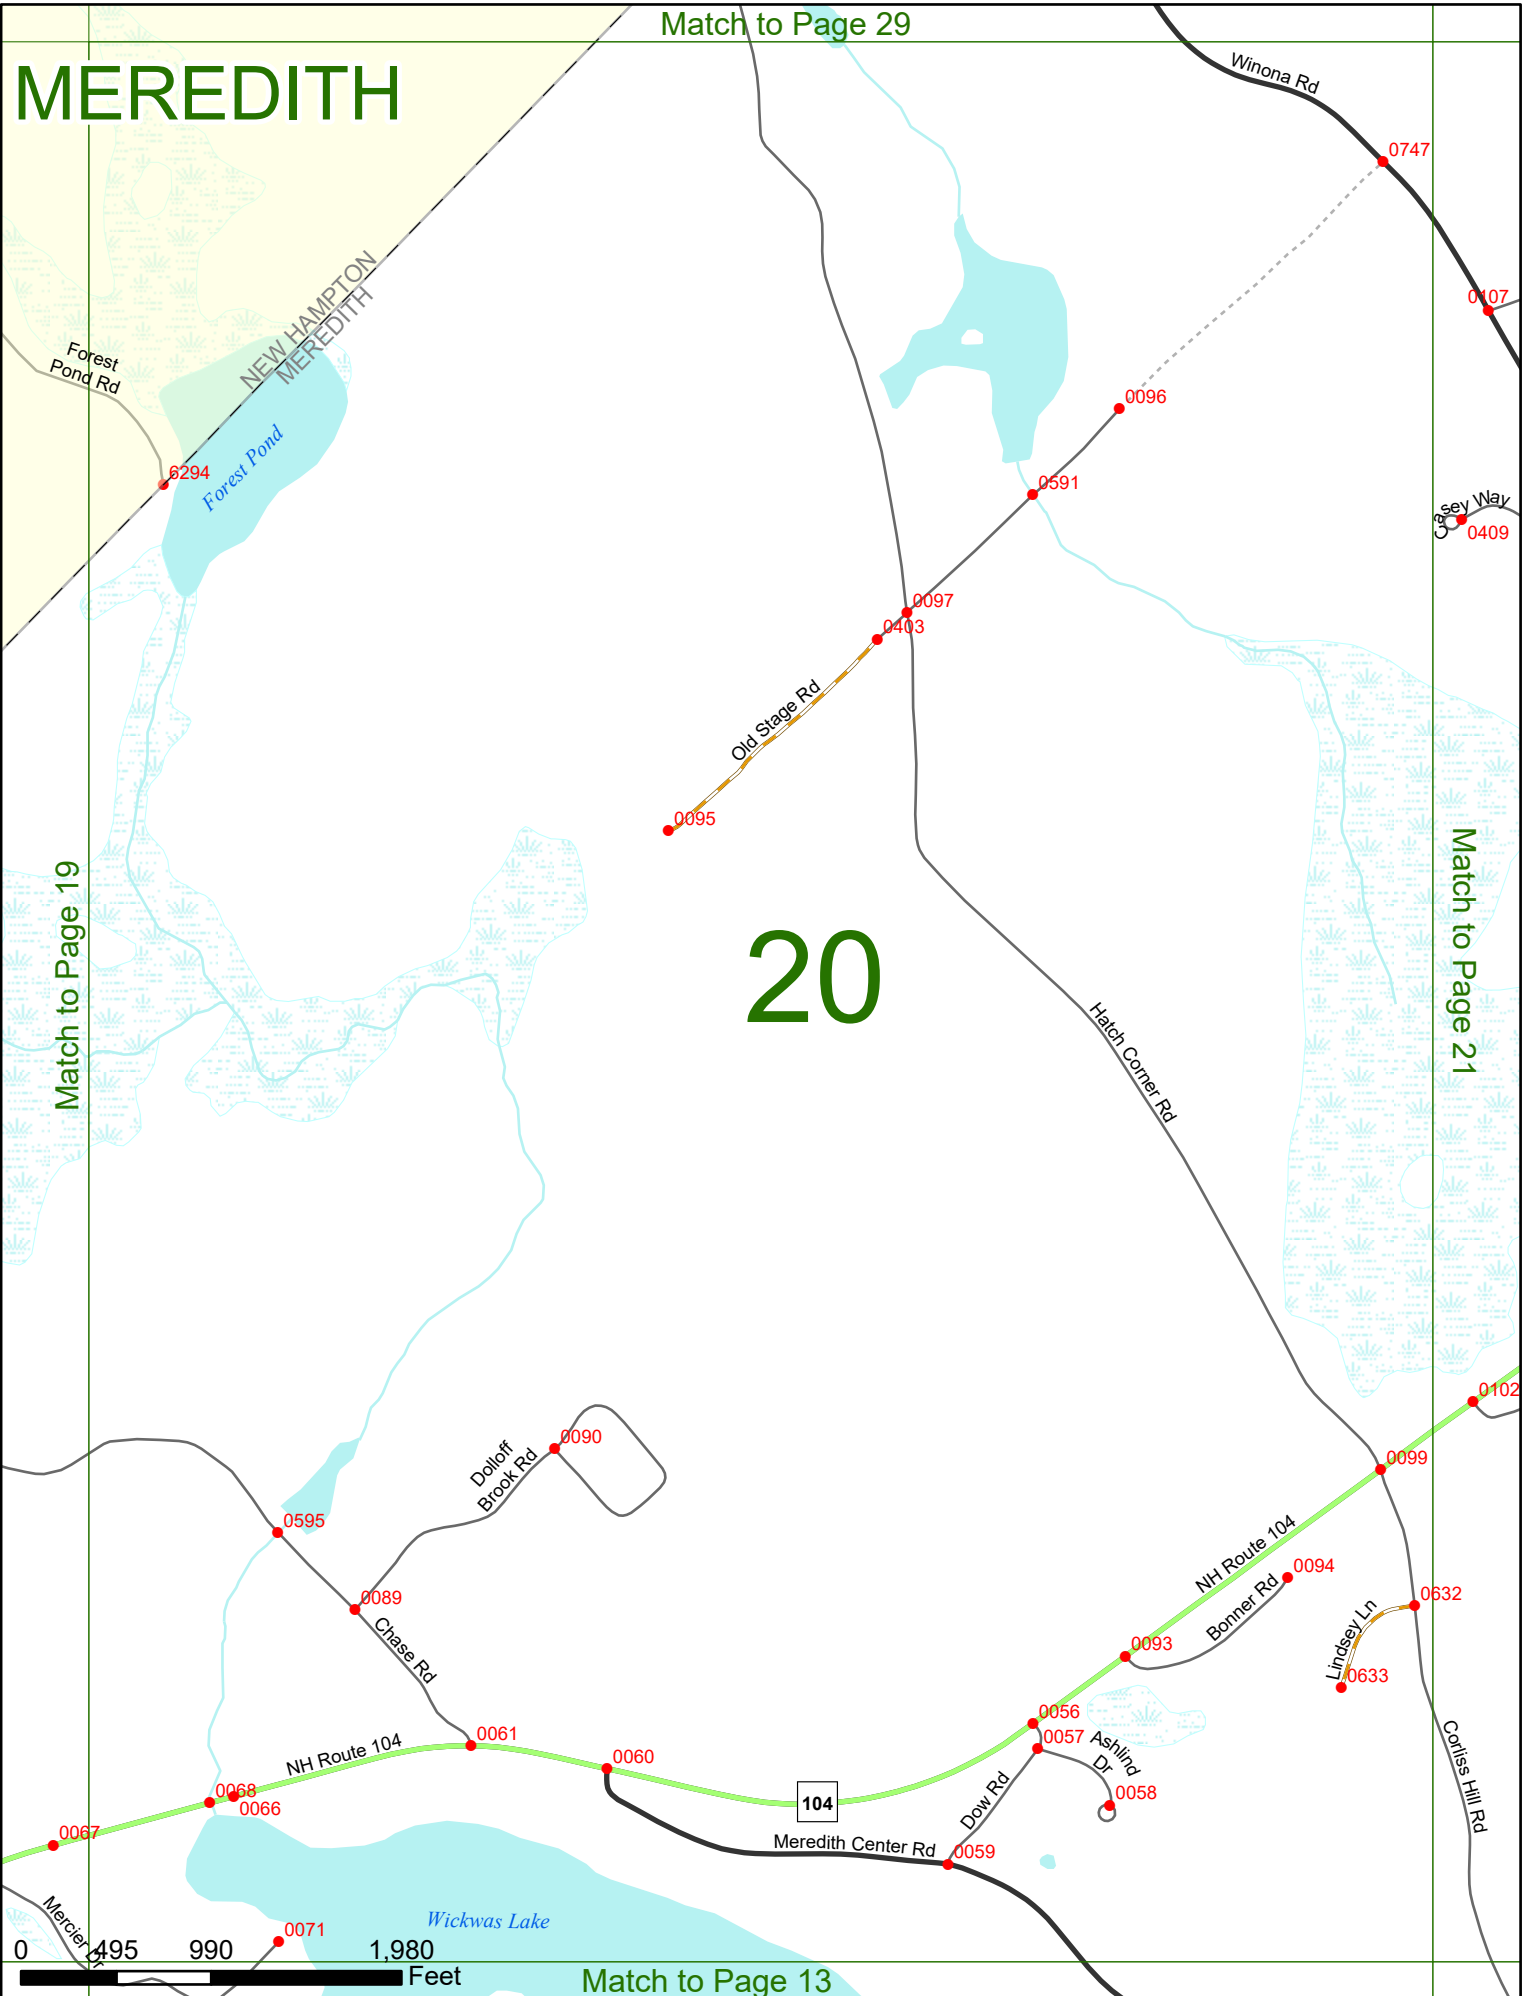 Match to Page 29
MEREDITH
Winona Rd
0747
0107
NEW HAMPTON
MEREDITH
Forest
Pond Rd
0096
Forest Pond
6294
0591
Casey Way
0409
0097
0403
Old Stage Rd
0095
Match to Page 19
20
Match to Page 21
Hatch Corner Rd
0102
0090
Dolloff
Brook Rd
0099
0595
NH Route 104
0094
0089
Bonner Rd
0632
Lindsey Ln
Chase Rd
0093
0633
0056
0061
0057
Ashlind
Dr
NH Route 104
0060
Corliss Hill Rd
0068
0066
104
Dow Rd
0058
0067
Meredith Center Rd
0059
Mercier Dr
Wickwas Lake
0071
0 495 990 1,980
Feet
Match to Page 13